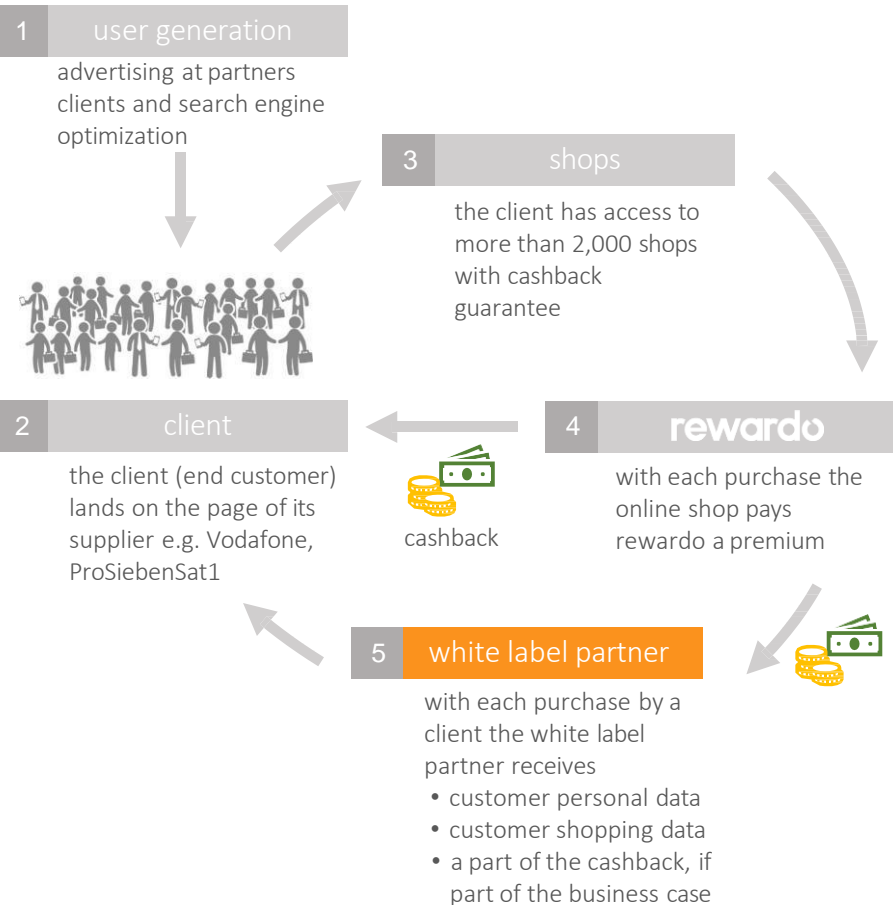 1 user generation
advertising at partners
clients and search engine
optimization
3 shops
the client has access to
more than 2,000 shops
with cashback
guarantee
2 client
the client (end customer)
lands on the page of its
supplier e.g. Vodafone,
ProSiebenSat1
cashback
4 rewardo
with each purchase the
online shop pays
rewardo a premium
5 white label partner
with each purchase by a
client the white label
partner receives
• customer personal data
• customer shopping data
• a part of the cashback, if
part of the business case